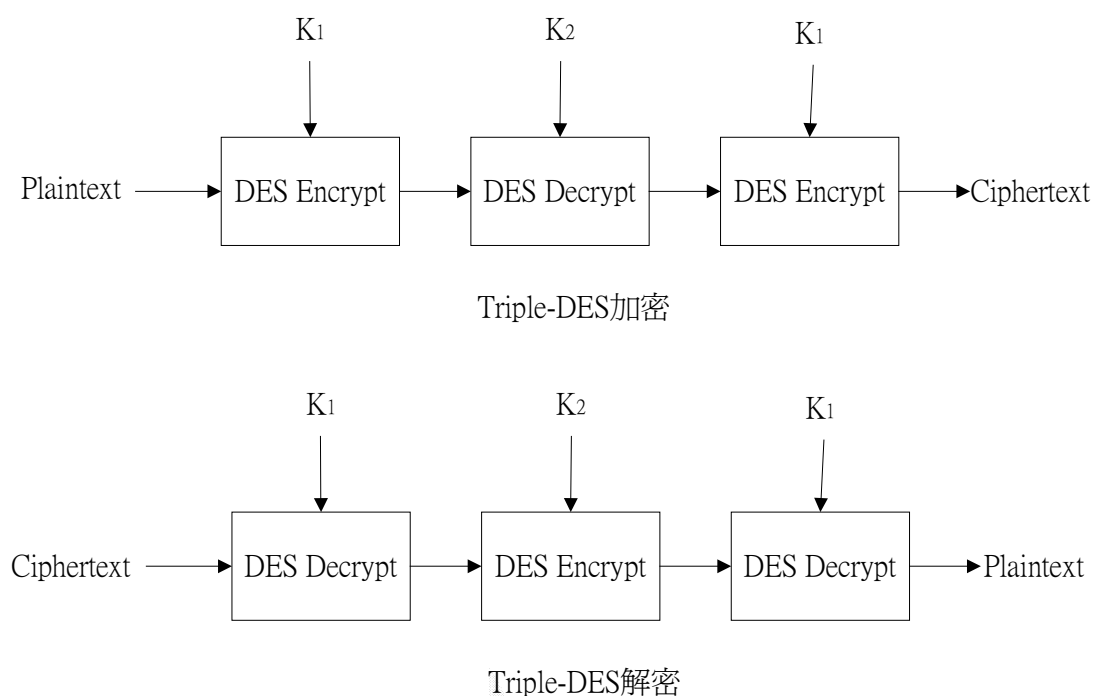 K1 K2 K1
Plaintext DES Encrypt DES Decrypt DES Encrypt Ciphertext
Triple-DES加密
K1 K2 K1
Ciphertext DES Decrypt DES Encrypt DES Decrypt Plaintext
Triple-DES解密